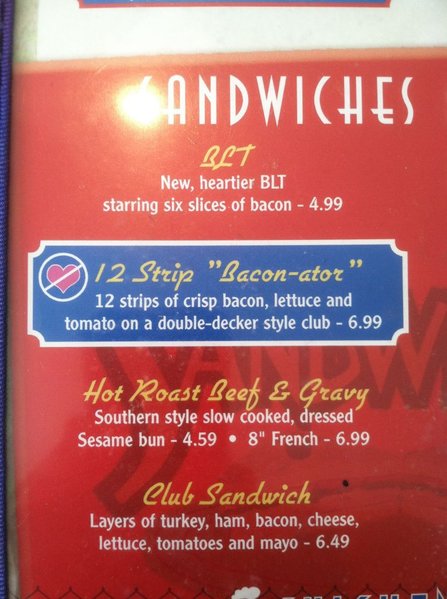 SANDWICHES
BLT
New, heartier BLT
starring six slices of bacon - 4.99
12 Strip "Bacon-ator"
12 strips of crisp bacon, lettuce and
tomato on a double-decker style club - 6.99
Hot Roast Beef & Gravy
Southern style slow cooked, dressed
Sesame bun - 4.59 • 8" French - 6.99
Club Sandwich
Layers of turkey, ham, bacon, cheese,
lettuce, tomatoes and mayo - 6.49